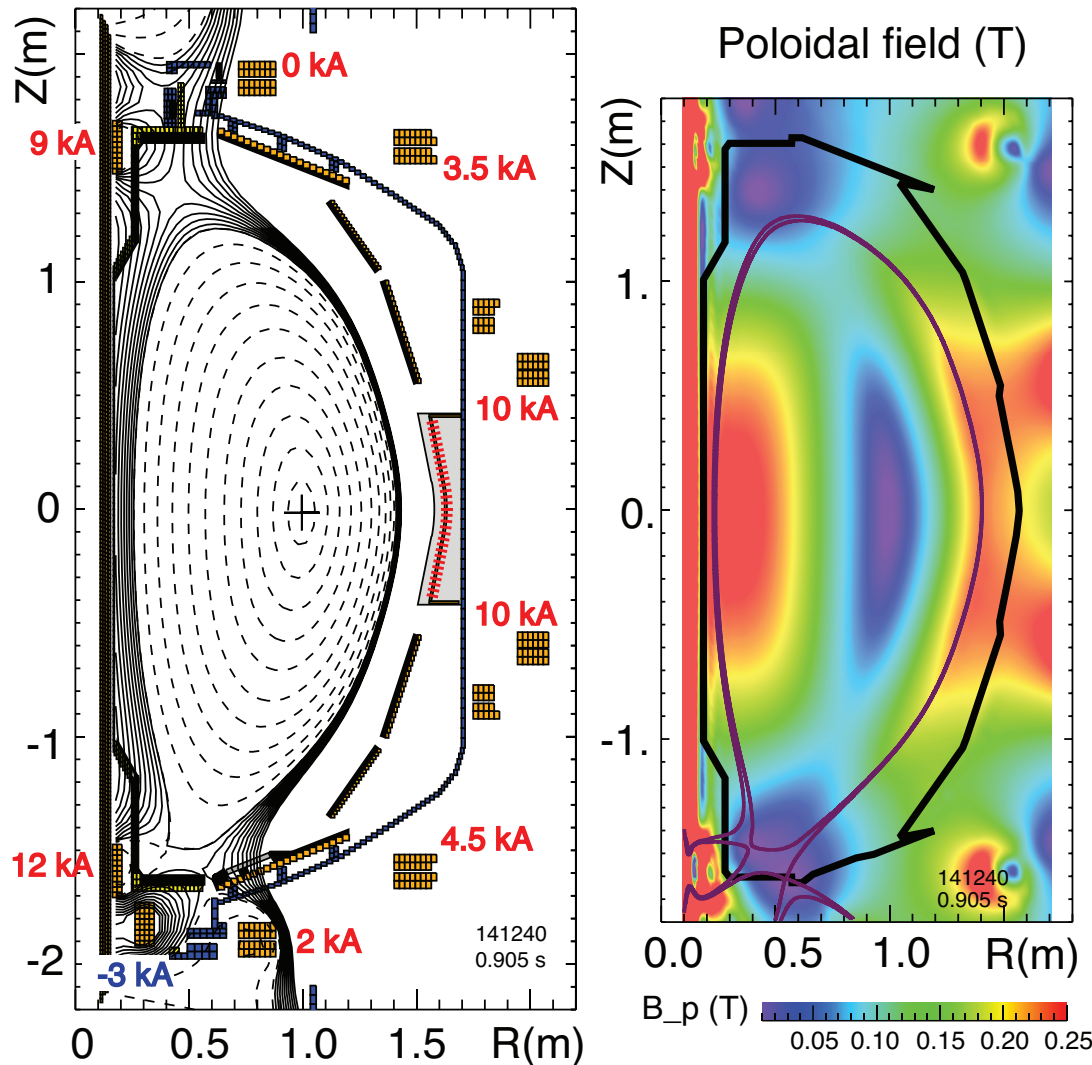 Z(m)
0 kA
9 kA
3.5 kA
1
10 kA
0
10 kA
-1
4.5 kA
12 kA
2 kA
141240
0.905 s
-3 kA
-2
0 0.5 1.0 1.5 R(m)
Poloidal field (T)
Z(m)
1.
0.
-1.
141240
0.905 s
0.0 0.5 1.0 R(m)
B_p (T)
0.05 0.10 0.15 0.20 0.25